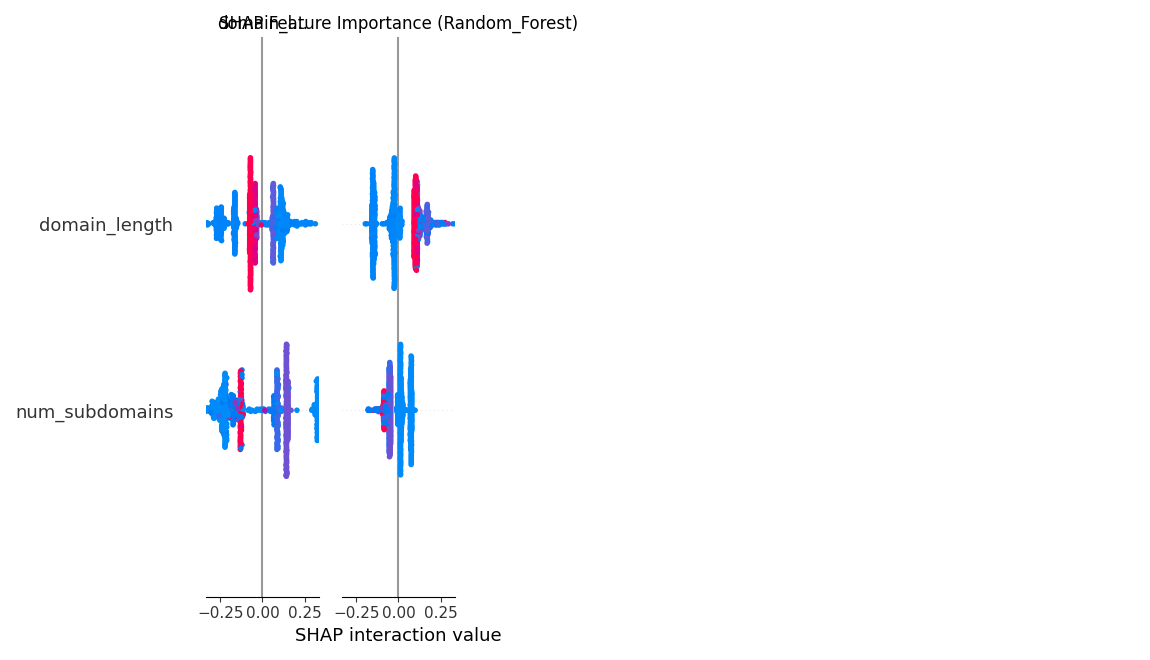 SHAP Feature Importance (Random_Forest)
domain_length
num_subdomains
−0.25 0.00 0.25 −0.25 0.00 0.25
SHAP interaction value